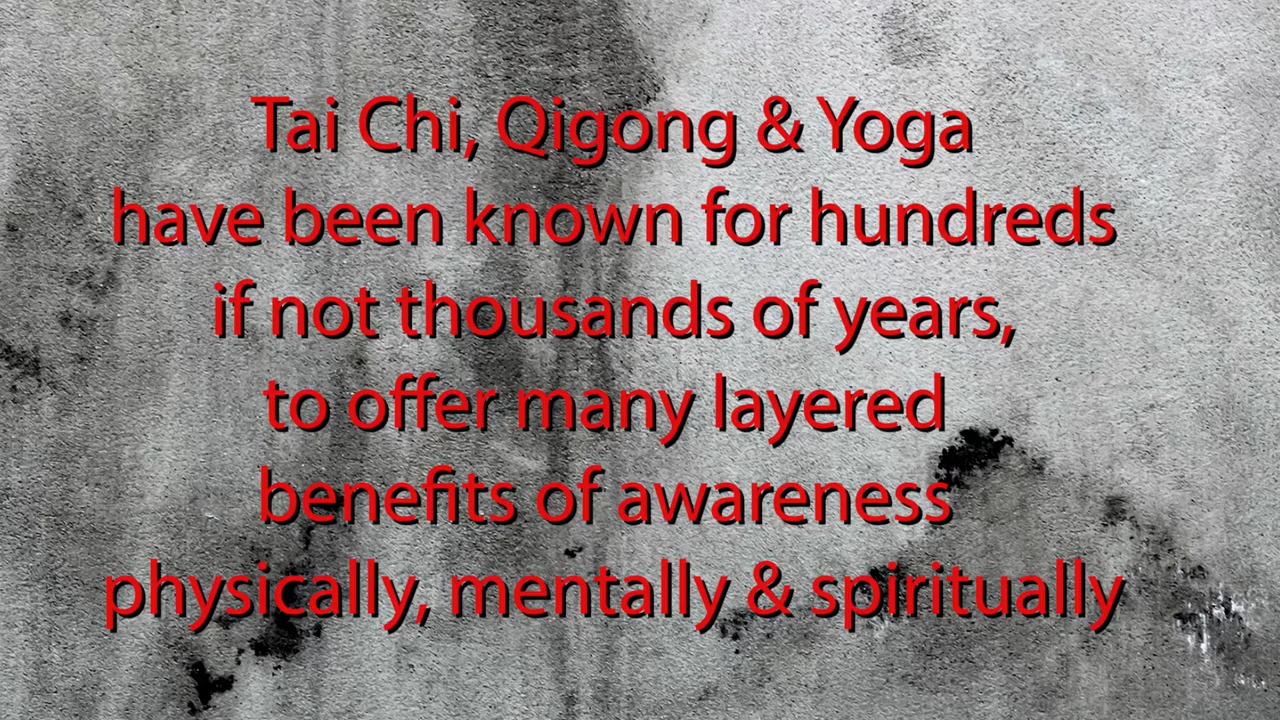 Tai Chi, Qigong & Yoga
have been known for hundreds
if not thousands of years,
to offer many layered
benefits of awareness
physically, mentally & spiritually